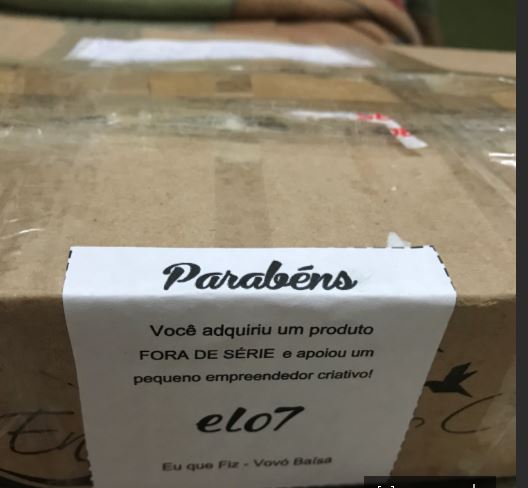 Parabéns
Você adquiriu um produto
FORA DE SÉRIE e apoiou um
pequeno empreendedor criativo!
elo7
Eu que Fiz - Vovó Baísa
En